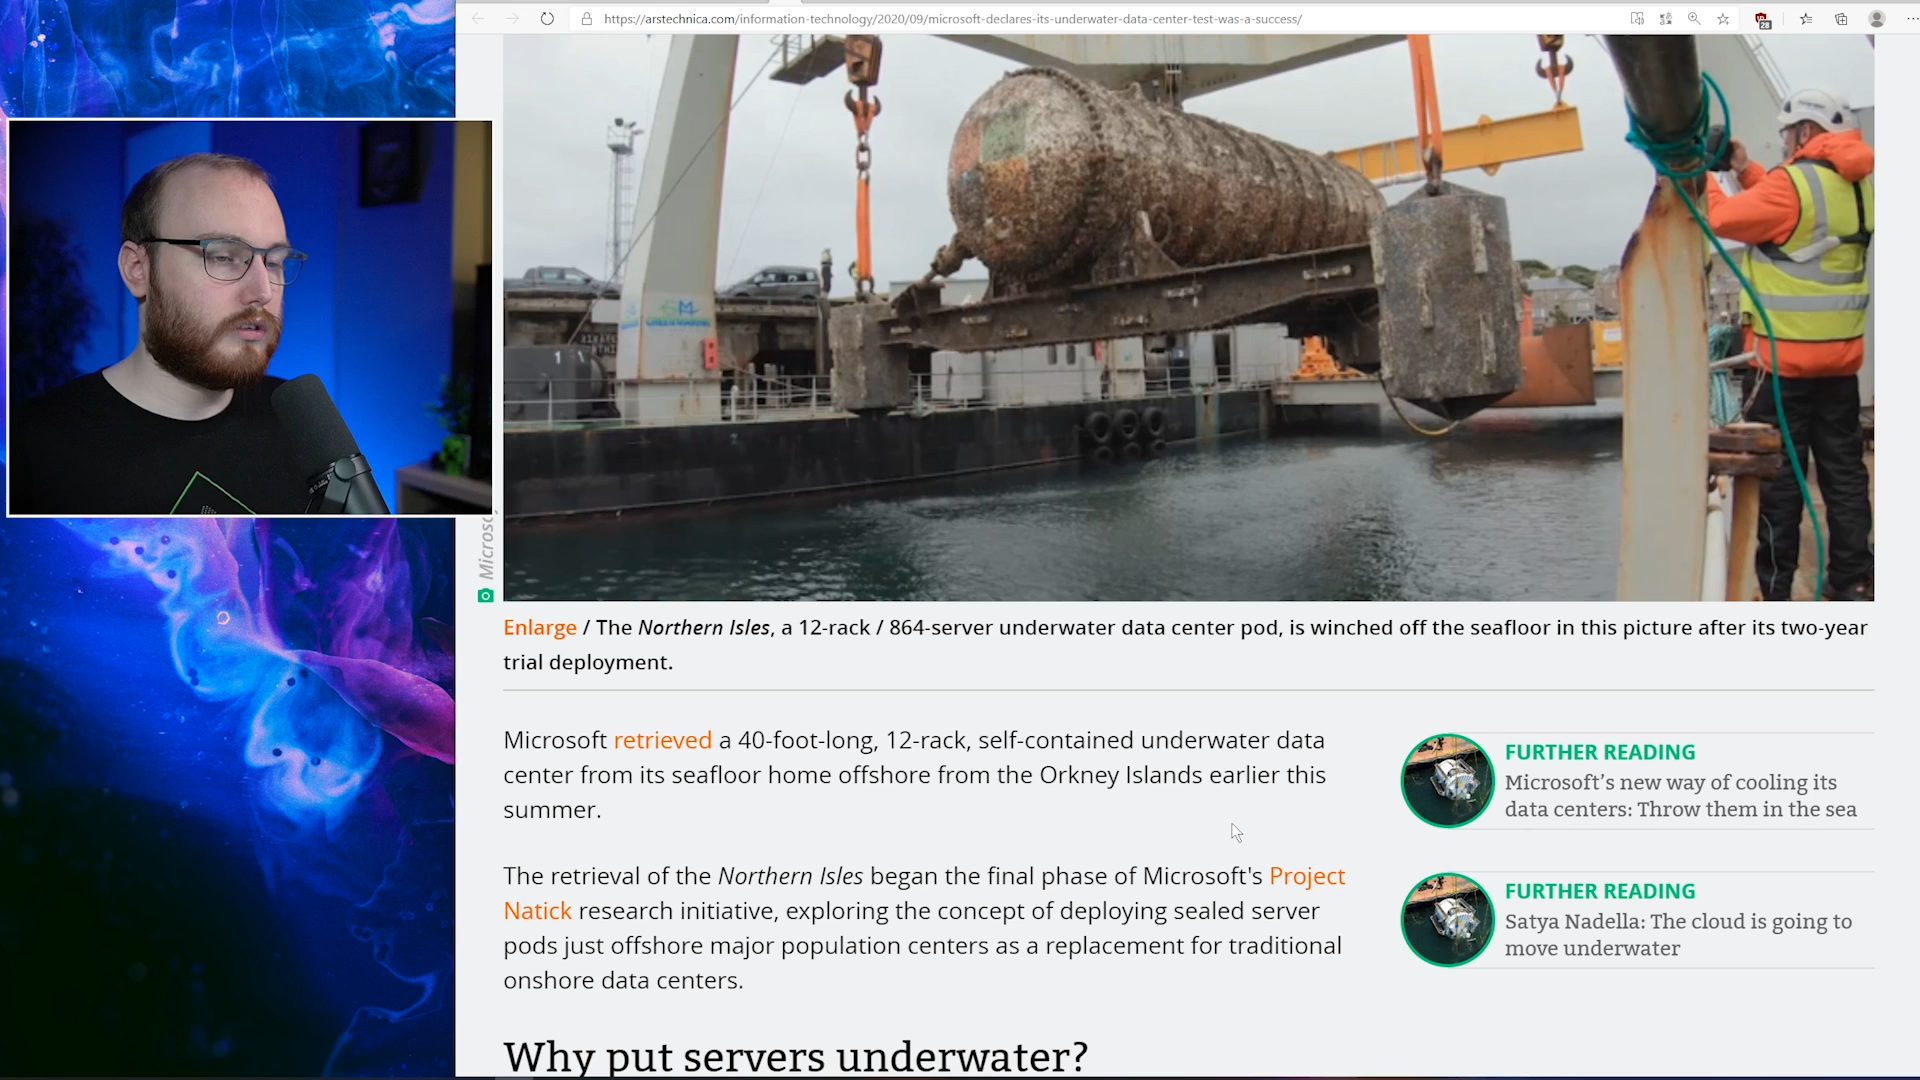 https://arstechnica.com/information-technology/2020/09/microsoft-declares-its-underwater-data-center-test-was-a-success/
28
1 1
GREEN MARINE
Enlarge / The Northern Isles, a 12-rack / 864-server underwater data center pod, is winched off the seafloor in this picture after its two-year
trial deployment.
Microsoft retrieved a 40-foot-long, 12-rack, self-contained underwater data
center from its seafloor home offshore from the Orkney Islands earlier this
summer.
The retrieval of the Northern Isles began the final phase of Microsoft's Project
Natick research initiative, exploring the concept of deploying sealed server
pods just offshore major population centers as a replacement for traditional
onshore data centers.
Why put servers underwater?
FURTHER READING
Microsoft’s new way of cooling its
data centers: Throw them in the sea
FURTHER READING
Satya Nadella: The cloud is going to
move underwater